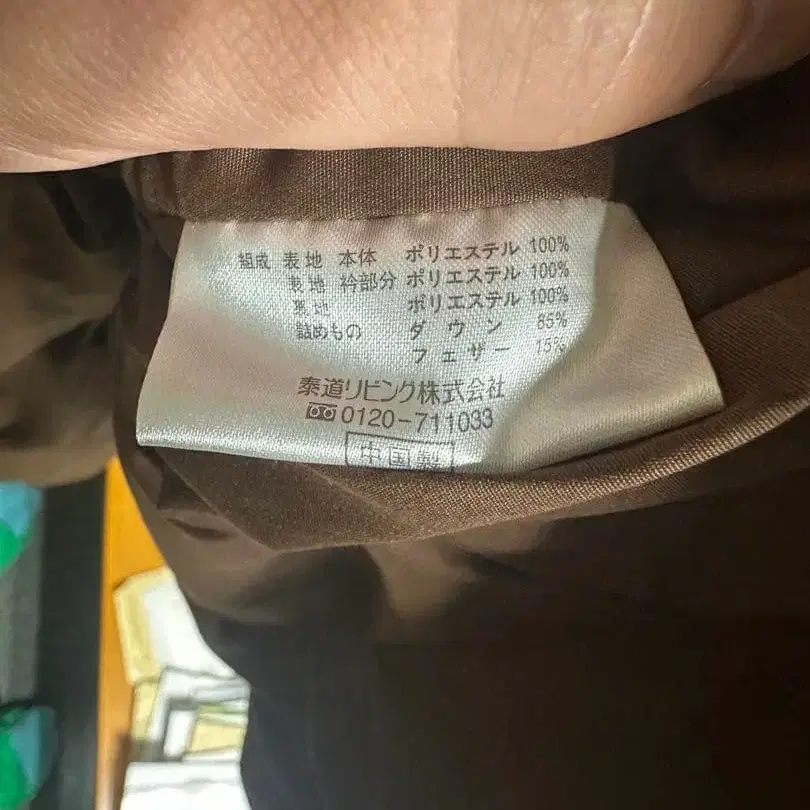 組成 表地 本体 ポリエステル 100%
表地 衿部分 ポリエステル 100%
裏地 ポリエステル 100%
詰めもの ダウン 85%
フェザー 15%
泰道リビング株式会社
0120-711033
中国製